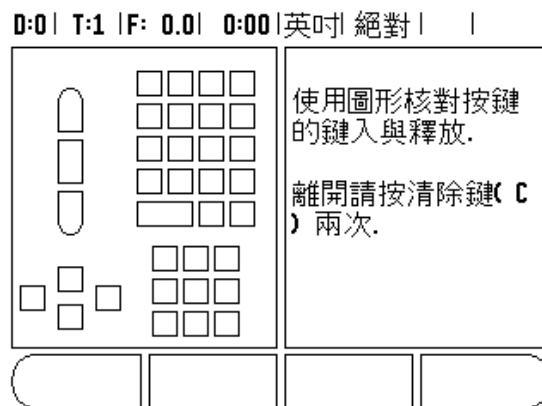 D:0| T:1 |F: 0.0| 0:00|英吋| 絕對| |
使用圖形核對按鍵
的鍵入與釋放.
離開請按清除鍵( C
) 兩次.